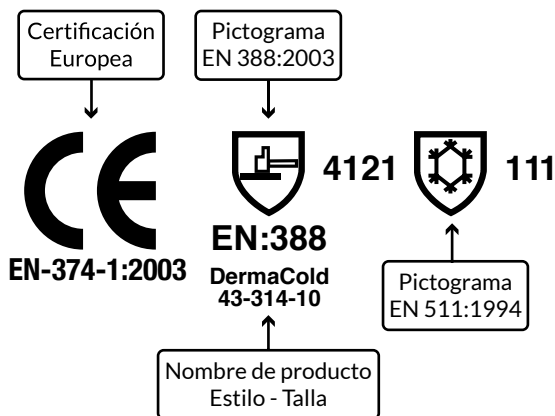 Certificación
Europea
Pictograma
EN 388:2003
CE
4121
111
EN:388
EN-374-1:2003
DermaCold
43-314-10
Pictograma
EN 511:1994
Nombre de producto
Estilo - Talla